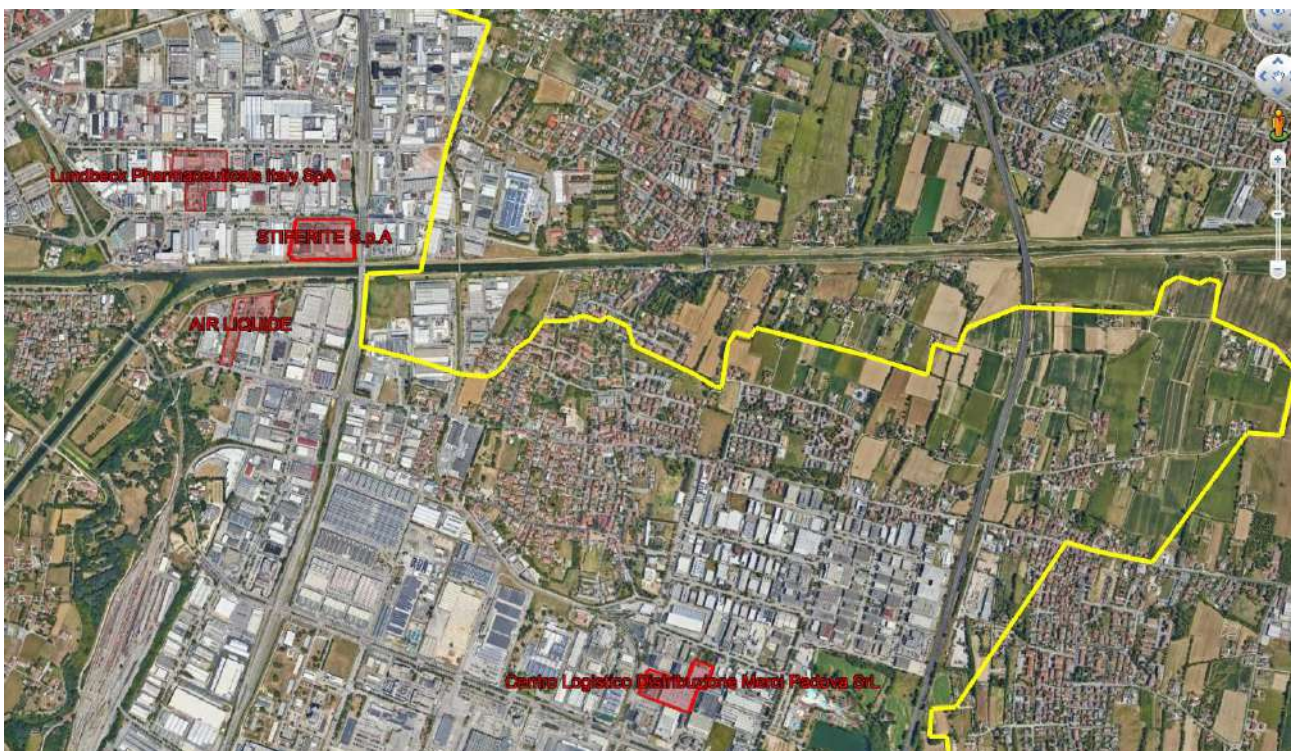 Lundbeck Pharmaceuticals Italy SpA
STIFERITE S.p.A
AIR LIQUIDE
Centro Logistico Distribuzione Merci Padova SrL